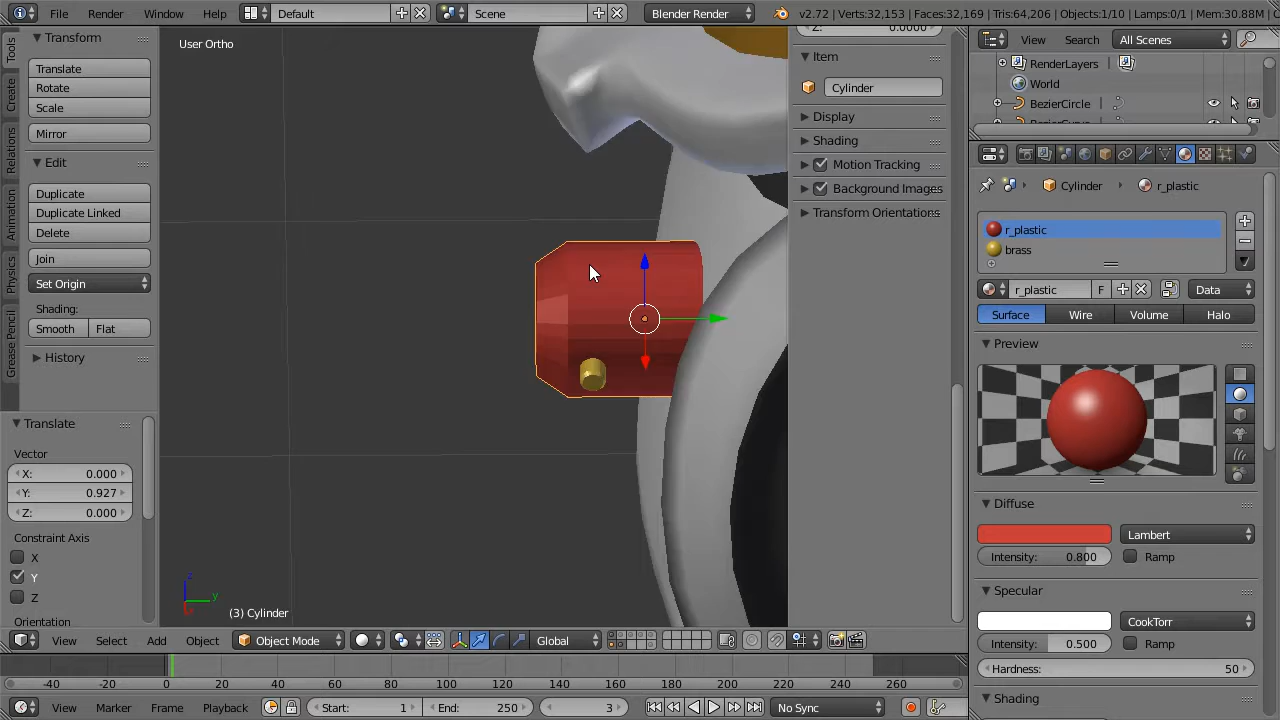 File Render Window Help Default Scene Blender Render v2.72 | Verts:32,153 | Faces:32,169 | Tris:64,206 | Objects:1/10 | Lamps:0/1 | Mem:30.88M
Tools
Create
Relations
Animation
Physics
Grease Pencil
Transform
Translate
Rotate
Scale
Mirror
Edit
Duplicate
Duplicate Linked
Delete
Join
Set Origin
Shading:
Smooth Flat
History
Translate
Vector
X: 0.000
Y: 0.927
Z: 0.000
Constraint Axis
X
Y
Z
Orientation
User Ortho
z
y
(3) Cylinder
Z: 0.0000
Item
Cylinder
Display
Shading
Motion Tracking
Background Images
Transform Orientations
View Search All Scenes
RenderLayers
World
BezierCircle
Cylinder r_plastic
r_plastic
brass
r_plastic F Data
Surface Wire Volume Halo
Preview
Diffuse
Lambert
Intensity: 0.800 Ramp
Specular
CookTorr
Intensity: 0.500 Ramp
Hardness: 50
Shading
View Select Add Object Object Mode Global
-40 -20 0 20 40 60 80 100 120 140 160 180 200 220 240 260
View Marker Frame Playback Start: 1 End: 250 3 No Sync